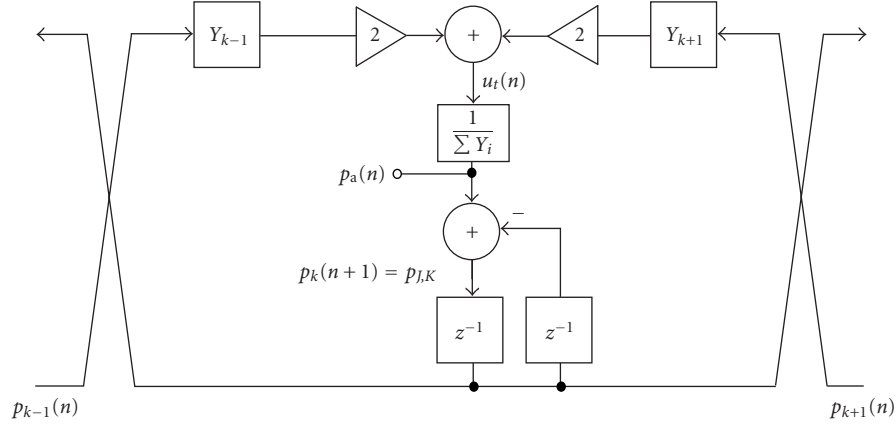 Y_{k−1}
2
+
2
Y_{k+1}
u_t(n)
1
∑ Y_i
p_a(n)
−
+
p_k(n + 1) = p_{J,K}
z^{−1}
z^{−1}
p_{k−1}(n)
p_{k+1}(n)